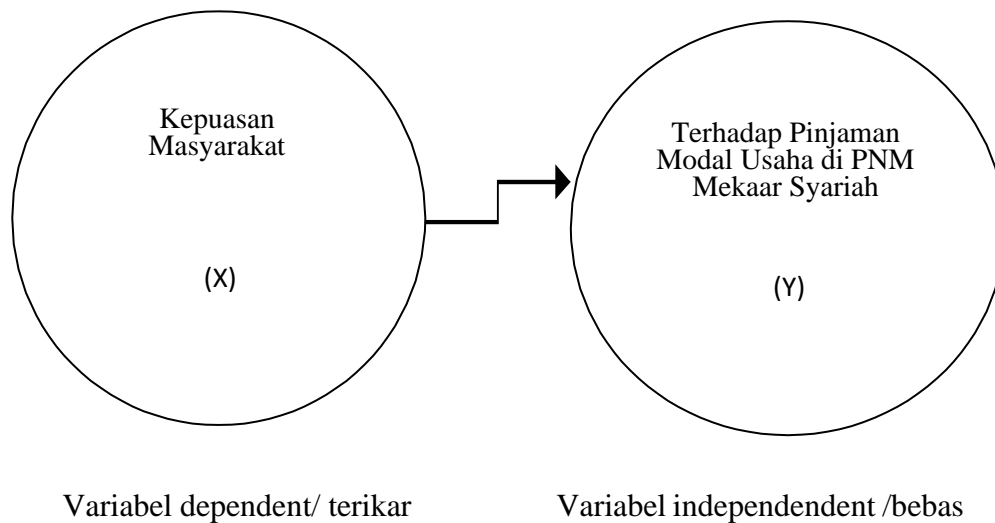 Kepuasan
Masyarakat
(X)
Terhadap Pinjaman
Modal Usaha di PNM
Mekaar Syariah
(Y)
Variabel dependent/ terikar
Variabel independendent /bebas